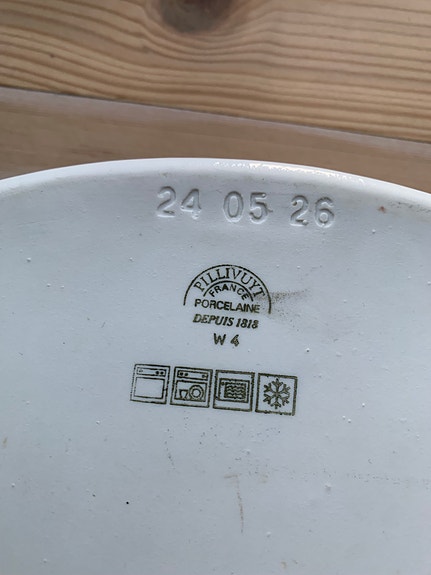 24 05 26
PILLIVUYT
FRANCE
PORCELAINE
DEPUIS 1818
W 4